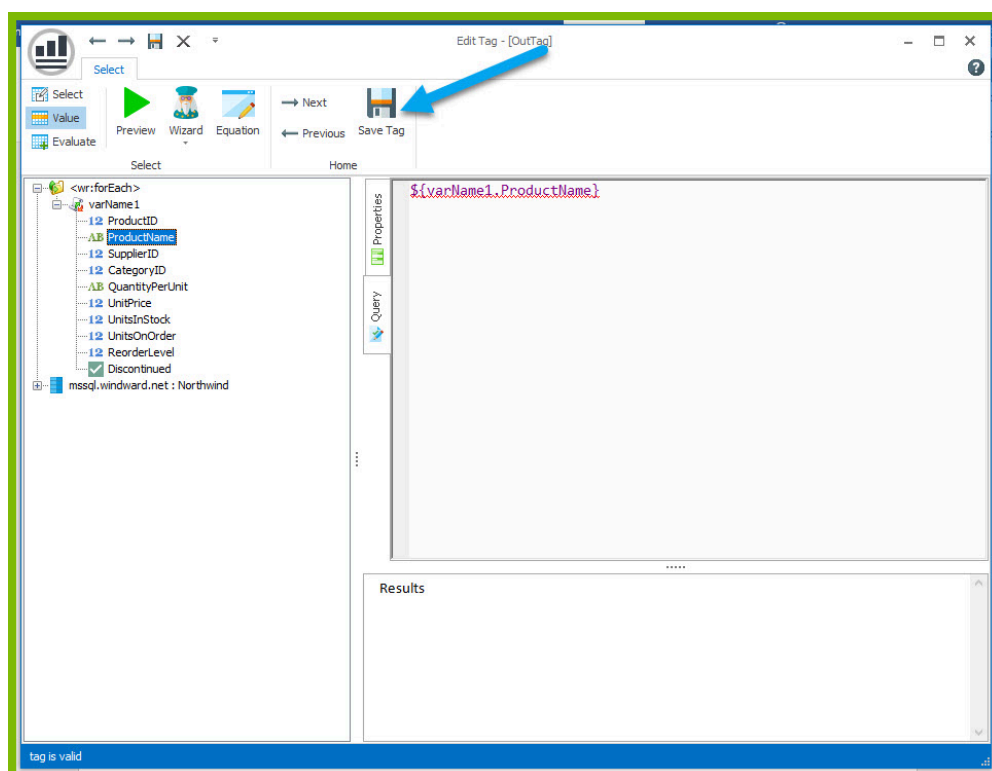 Edit Tag - [OutTag]
Select
Select
Value
Evaluate
Preview
Wizard
Equation
Next
Previous
Save Tag
Select
Home
<wr:forEach>
varName1
12 ProductID
AB ProductName
12 SupplierID
12 CategoryID
AB QuantityPerUnit
12 UnitPrice
12 UnitsInStock
12 UnitsOnOrder
12 ReorderLevel
Discontinued
mssql.windward.net : Northwind
Properties
Query
${varName1.ProductName}
Results
tag is valid